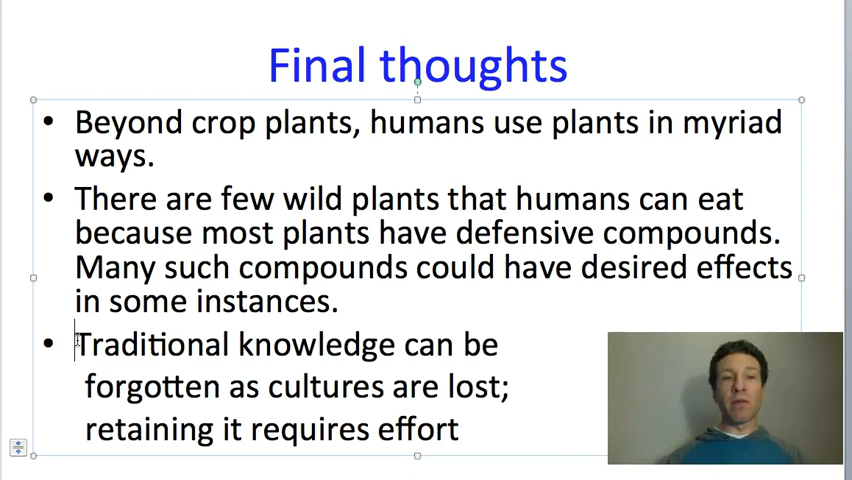 Final thoughts
• Beyond crop plants, humans use plants in myriad
ways.
• There are few wild plants that humans can eat
because most plants have defensive compounds.
Many such compounds could have desired effects
in some instances.
• Traditional knowledge can be
forgotten as cultures are lost;
retaining it requires effort